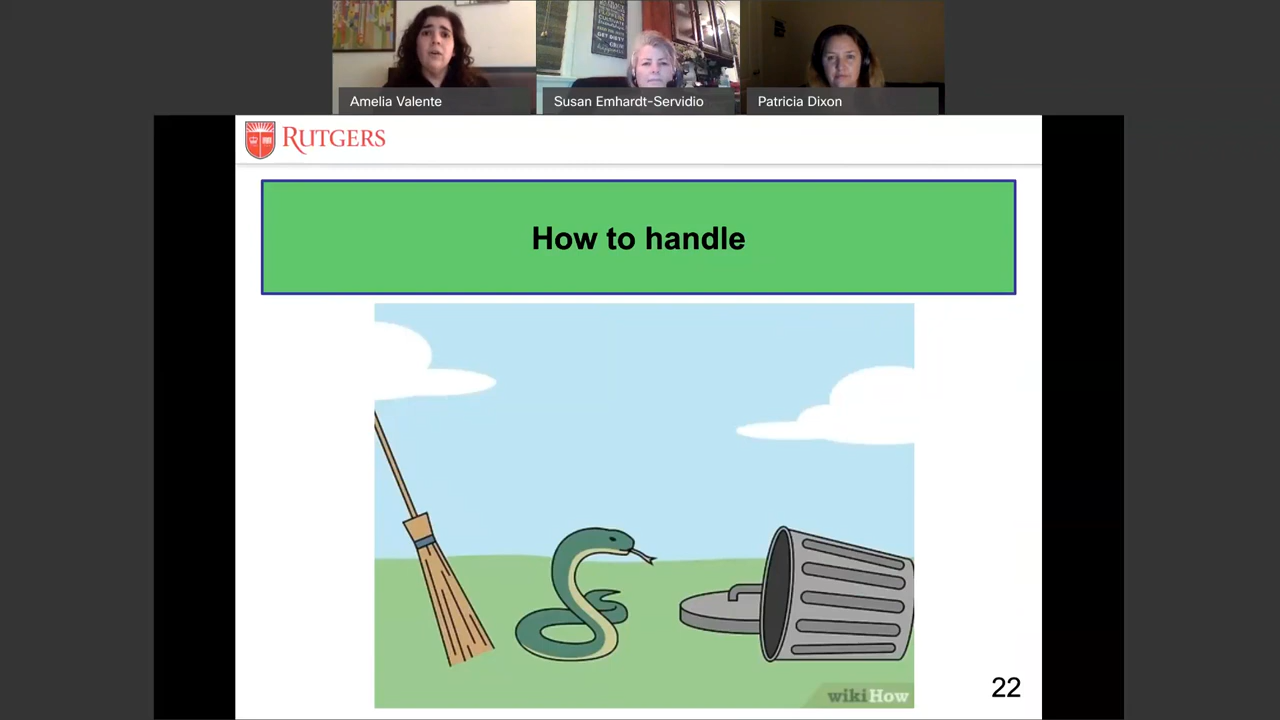 Amelia Valente
Susan Emhardt-Servidio
Patricia Dixon
RUTGERS
How to handle
wikiHow
22